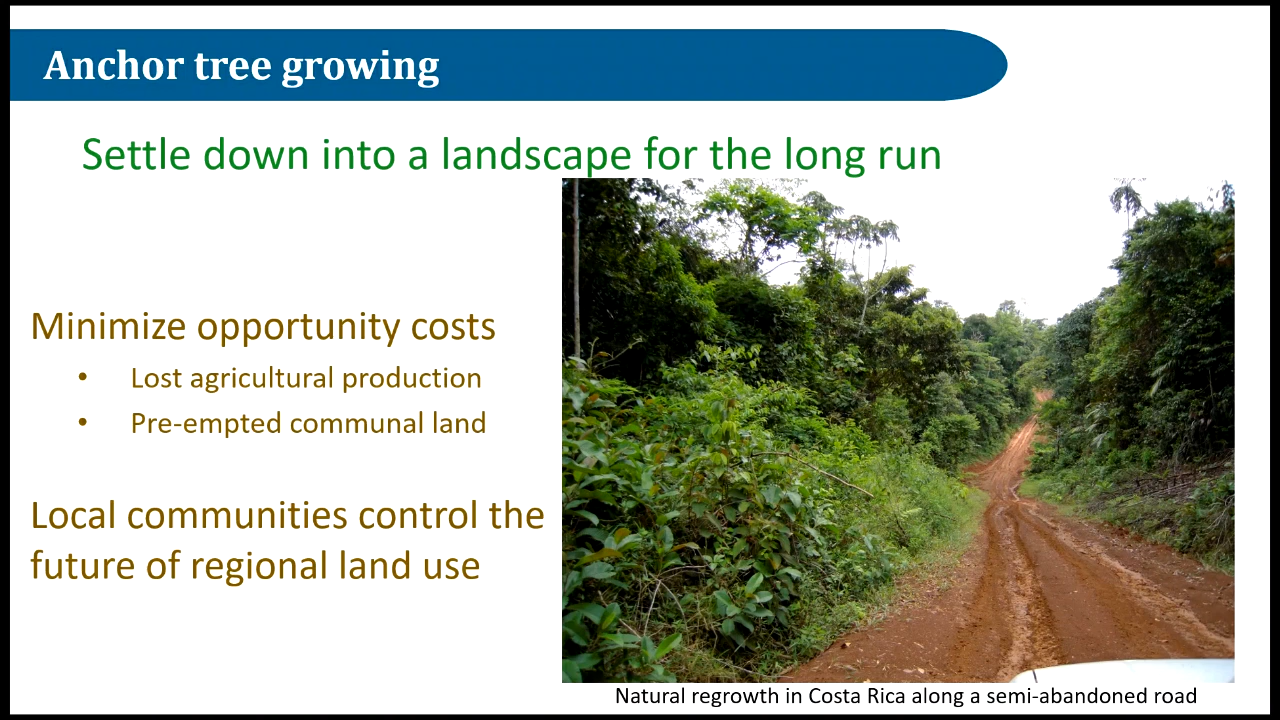 Anchor tree growing
Settle down into a landscape for the long run
Minimize opportunity costs
• Lost agricultural production
• Pre-empted communal land
Local communities control the
future of regional land use
Natural regrowth in Costa Rica along a semi-abandoned road